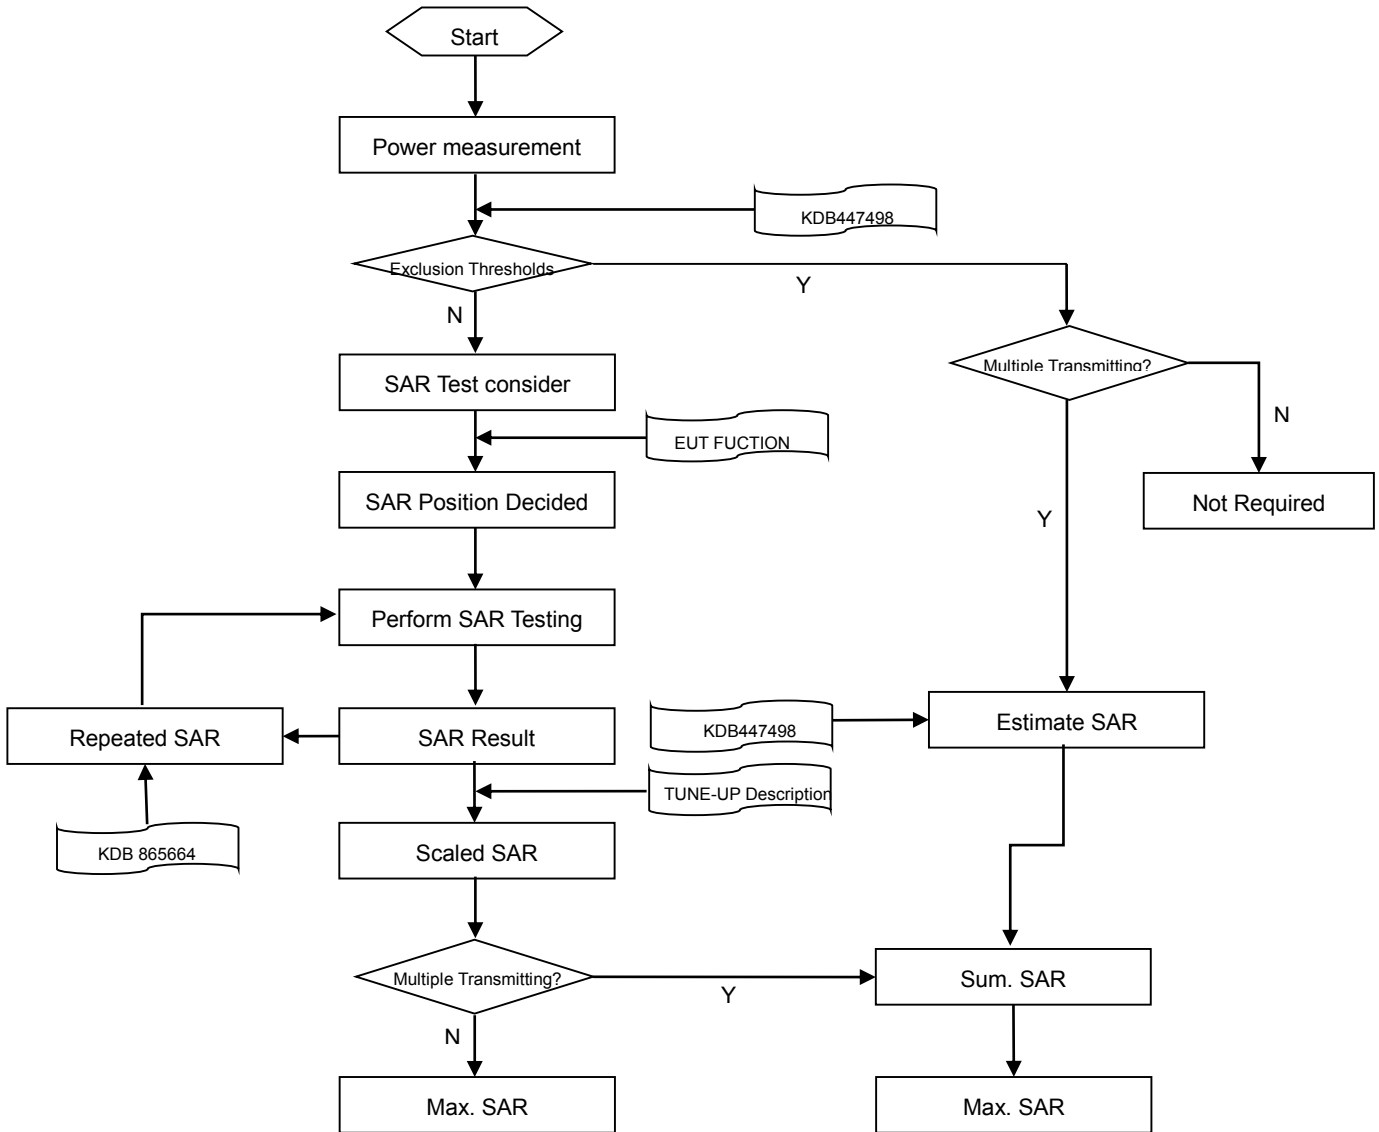 Start
Power measurement
KDB447498
Exclusion Thresholds
Y
N
Multiple Transmitting?
SAR Test consider
N
EUT FUCTION
SAR Position Decided
Not Required
Y
Perform SAR Testing
Repeated SAR
SAR Result
KDB447498
Estimate SAR
TUNE-UP Description
KDB 865664
Scaled SAR
Multiple Transmitting?
Y
Sum. SAR
N
Max. SAR
Max. SAR